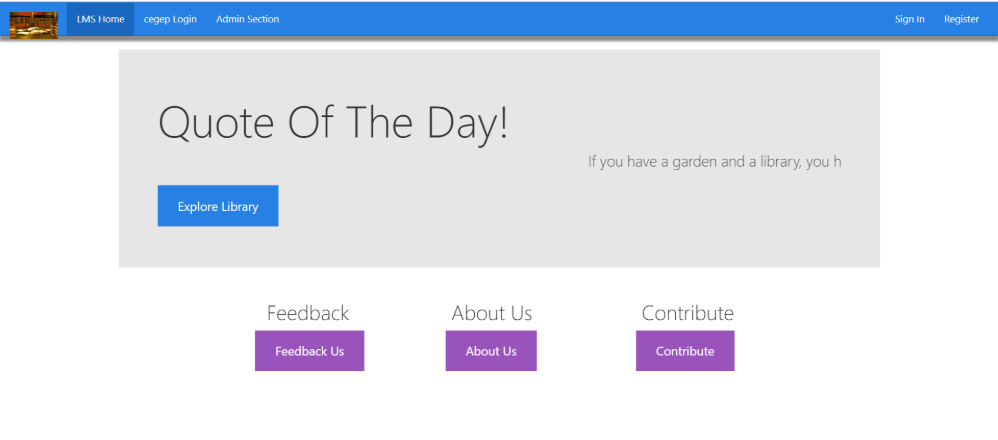 LMS Home cegep Login Admin Section Sign In Register
Quote Of The Day!
If you have a garden and a library, you h
Explore Library
Feedback About Us Contribute
Feedback Us About Us Contribute